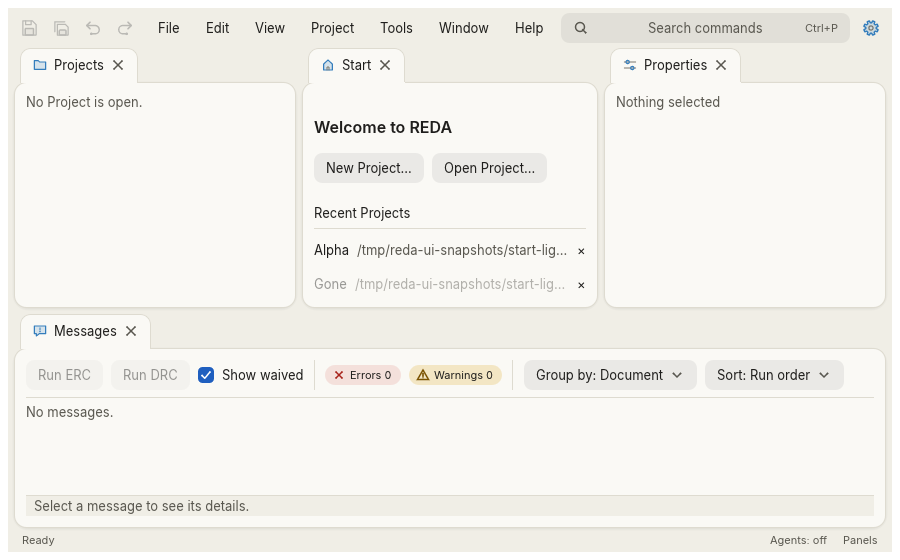 File Edit View Project Tools Window Help Search commands Ctrl+P
Projects
Start
Properties
No Project is open.
Welcome to REDA
New Project... Open Project...
Recent Projects
Alpha /tmp/reda-ui-snapshots/start-lig... ×
Gone /tmp/reda-ui-snapshots/start-lig... ×
Nothing selected
Messages
Run ERC Run DRC Show waived Errors 0 Warnings 0 Group by: Document Sort: Run order
No messages.
Select a message to see its details.
Ready Agents: off Panels